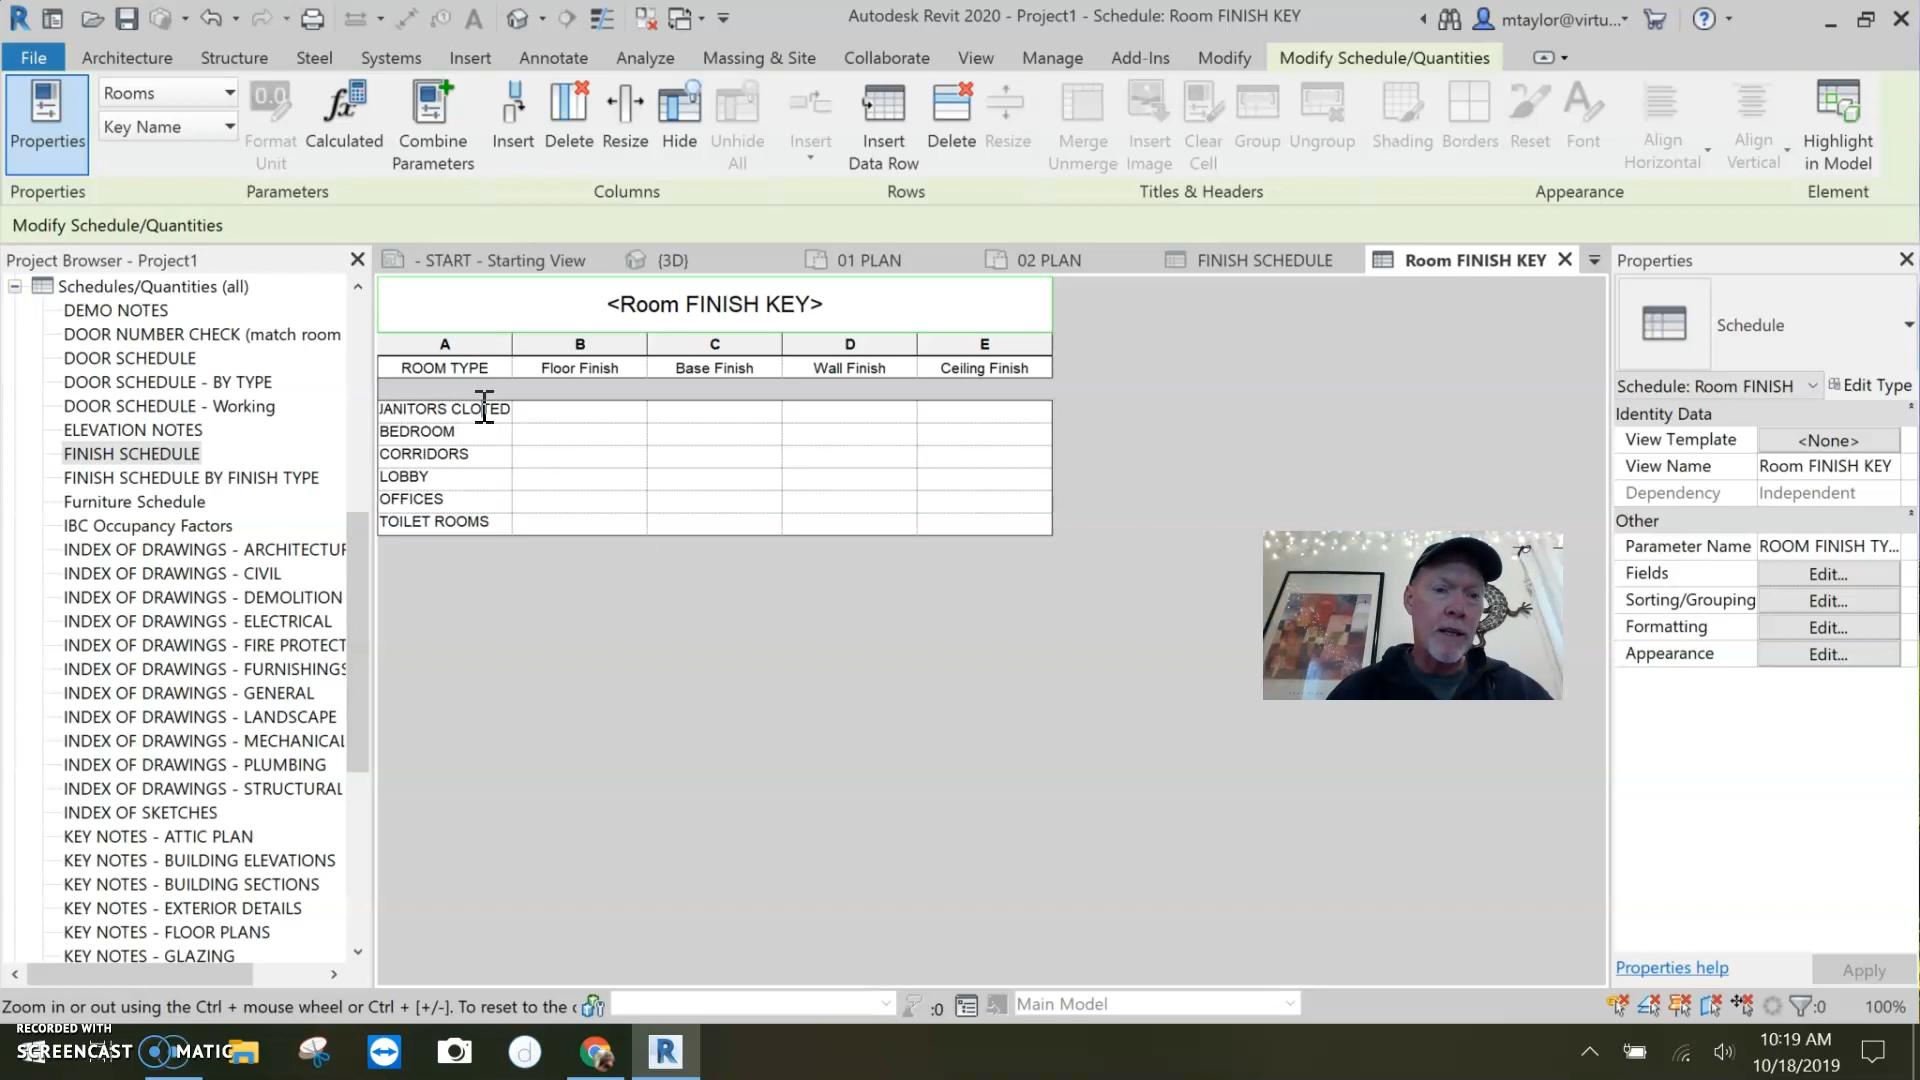 Autodesk Revit 2020 - Project1 - Schedule: Room FINISH KEY
mtaylor@virtu...
File Architecture Structure Steel Systems Insert Annotate Analyze Massing & Site Collaborate View Manage Add-Ins Modify Modify Schedule/Quantities
Properties
Rooms
Key Name
Format Unit
Calculated
Combine Parameters
Insert Delete Resize Hide Unhide All
Insert Insert Data Row Delete Resize
Merge Unmerge Insert Image Clear Cell Group Ungroup
Shading Borders Reset Font Align Horizontal Align Vertical
Highlight in Model
Properties Parameters Columns Rows Titles & Headers Appearance Element
Modify Schedule/Quantities
Project Browser - Project1
- START - Starting View {3D} 01 PLAN 02 PLAN FINISH SCHEDULE Room FINISH KEY
Schedules/Quantities (all)
DEMO NOTES
DOOR NUMBER CHECK (match room
DOOR SCHEDULE
DOOR SCHEDULE - BY TYPE
DOOR SCHEDULE - Working
ELEVATION NOTES
FINISH SCHEDULE
FINISH SCHEDULE BY FINISH TYPE
Furniture Schedule
IBC Occupancy Factors
INDEX OF DRAWINGS - ARCHITECTUR
INDEX OF DRAWINGS - CIVIL
INDEX OF DRAWINGS - DEMOLITION
INDEX OF DRAWINGS - ELECTRICAL
INDEX OF DRAWINGS - FIRE PROTECT
INDEX OF DRAWINGS - FURNISHINGS
INDEX OF DRAWINGS - GENERAL
INDEX OF DRAWINGS - LANDSCAPE
INDEX OF DRAWINGS - MECHANICAL
INDEX OF DRAWINGS - PLUMBING
INDEX OF DRAWINGS - STRUCTURAL
INDEX OF SKETCHES
KEY NOTES - ATTIC PLAN
KEY NOTES - BUILDING ELEVATIONS
KEY NOTES - BUILDING SECTIONS
KEY NOTES - EXTERIOR DETAILS
KEY NOTES - FLOOR PLANS
KEY NOTES - GLAZING
<Room FINISH KEY>
A B C D E
ROOM TYPE Floor Finish Base Finish Wall Finish Ceiling Finish
JANITORS CLOTED
BEDROOM
CORRIDORS
LOBBY
OFFICES
TOILET ROOMS
Properties
Schedule
Schedule: Room FINISH
Edit Type
Identity Data
View Template <None>
View Name Room FINISH KEY
Dependency Independent
Other
Parameter Name ROOM FINISH TY...
Fields Edit...
Sorting/Grouping Edit...
Formatting Edit...
Appearance Edit...
Properties help
Apply
Zoom in or out using the Ctrl + mouse wheel or Ctrl + [+/-]. To reset to the
:0
Main Model
:0
100%
RECORDED WITH
SCREENCAST MATIC
10:19 AM
10/18/2019